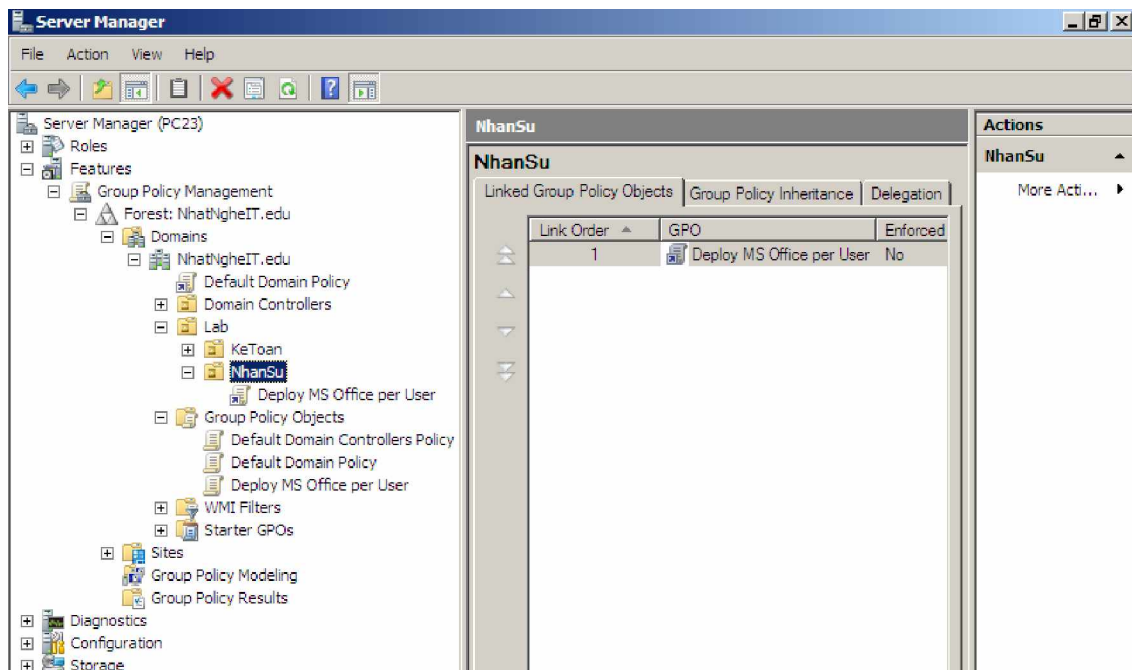 Server Manager
File Action View Help
Server Manager (PC23)
Roles
Features
Group Policy Management
Forest: NhatNgheIT.edu
Domains
NhatNgheIT.edu
Default Domain Policy
Domain Controllers
Lab
KeToan
NhanSu
Deploy MS Office per User
Group Policy Objects
Default Domain Controllers Policy
Default Domain Policy
Deploy MS Office per User
WMI Filters
Starter GPOs
Sites
Group Policy Modeling
Group Policy Results
Diagnostics
Configuration
Storage
NhanSu
NhanSu
Linked Group Policy Objects Group Policy Inheritance Delegation
Link Order GPO Enforced
1 Deploy MS Office per User No
Actions
NhanSu
More Acti...